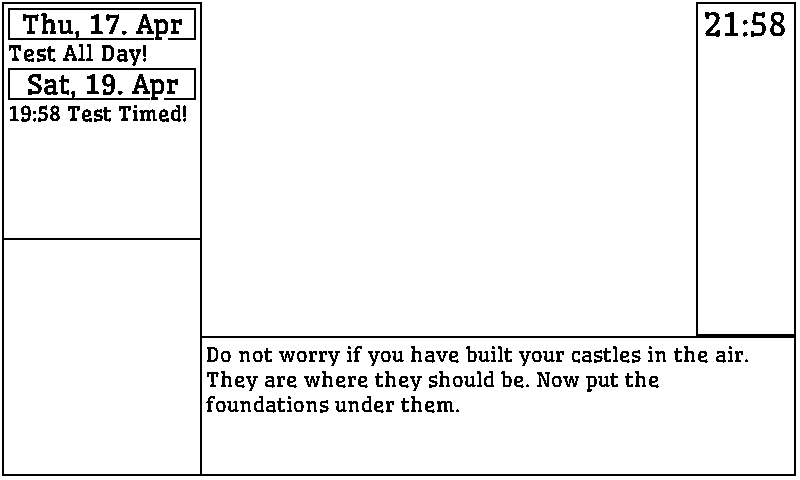 Thu, 17. Apr
Test All Day!
Sat, 19. Apr
19:58 Test Timed!
21:58
Do not worry if you have built your castles in the air.
They are where they should be. Now put the
foundations under them.